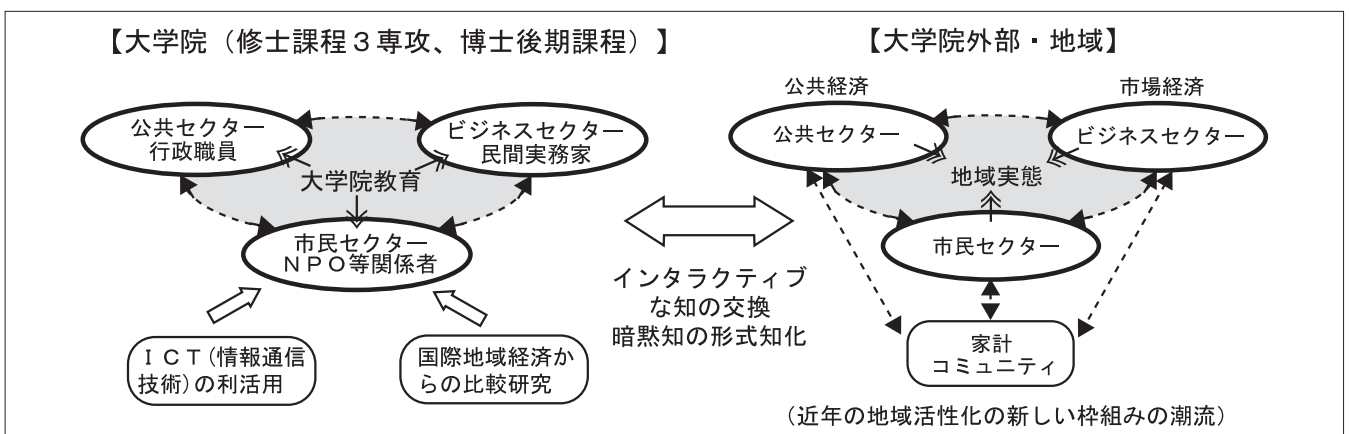 【大学院（修士課程３専攻、博士後期課程）】
公共セクター
行政職員
ビジネスセクター
民間実務家
大学院教育
市民セクター
ＮＰＯ等関係者
ＩＣＴ（情報通信
技術）の利活用
国際地域経済か
らの比較研究
インタラクティブ
な知の交換
暗黙知の形式知化
【大学院外部・地域】
公共経済
公共セクター
市場経済
ビジネスセクター
地域実態
市民セクター
家計
コミュニティ
（近年の地域活性化の新しい枠組みの潮流）